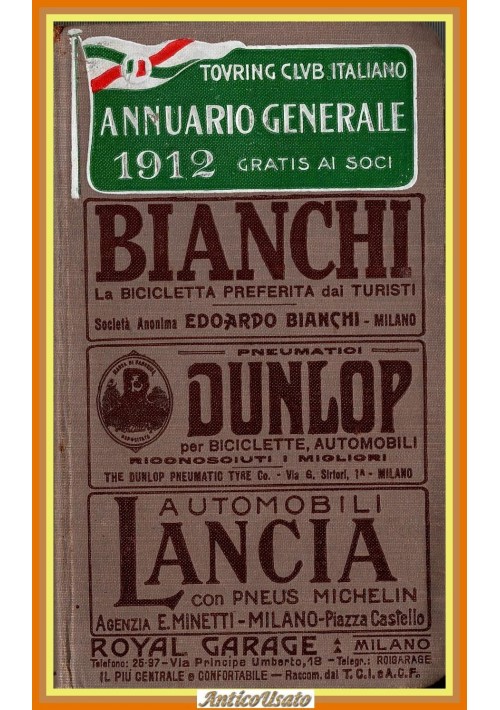 TOVRING CLVB ITALIANO
ANNUARIO GENERALE
1912 GRATIS AI SOCI
BIANCHI
LA BICICLETTA PREFERITA dai TURISTI
Società Anonima EDOARDO BIANCHI - MILANO
PNEUMATICI
DUNLOP
per BICICLETTE, AUTOMOBILI
RICONOSCIUTI I MIGLIORI
THE DUNLOP PNEUMATIC TYRE Co. - Via G. Sirtori, 1A - MILANO
AUTOMOBILI
LANCIA
con PNEUS MICHELIN
AGENZIA E. MINETTI - MILANO - Piazza Castello
ROYAL GARAGE MILANO
Telefono: 25-97 - Via Principe Umberto, 18 - Telegr.: ROIGARAGE
IL PIÙ CENTRALE e CONFORTABILE - Raccom. dal T.C.I. e A.C.F.
AnticoUsato